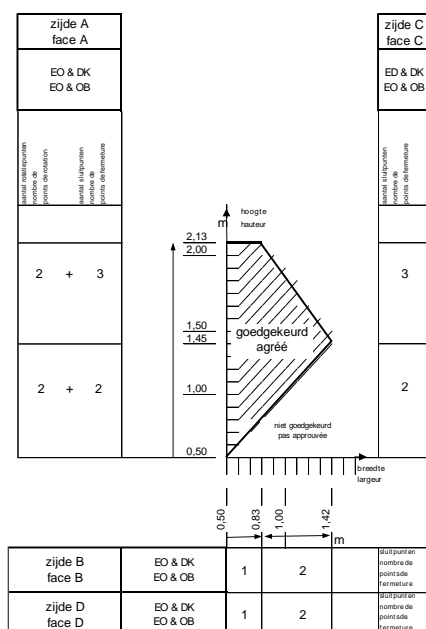 zijde A
face A
EO & DK
EO & OB
aantal rotatiepunten
nombre de
points de rotation
aantal sluitpunten
nombre de
points de fermeture
2 + 3
2 + 2
zijde C
face C
ED & DK
EO & OB
aantal sluitpunten
nombre de
points de fermeture
3
2
hoogte
hauteur
m
2,13
2,00
1,50
1,45
1,00
0,50
goedgekeurd
agréé
niet goedgekeurd
pas approuvée
breedte
largeur
0,50
0,83
1,00
1,42
m
zijde B
face B
EO & DK
EO & OB
1
2
sluitpunten
nombre de
points de
fermeture
zijde D
face D
EO & DK
EO & OB
1
2
sluitpunten
nombre de
points de
fermeture